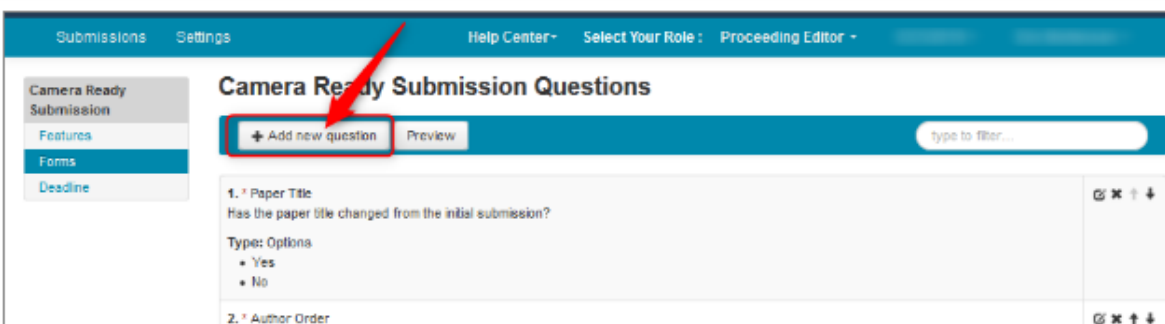 Submissions Settings Help Center Select Your Role : Proceeding Editor
Camera Ready Submission
Features
Forms
Deadline
Camera Ready Submission Questions
+ Add new question Preview type to filter...
1. * Paper Title
Has the paper title changed from the initial submission?
Type: Options
• Yes
• No
2. * Author Order